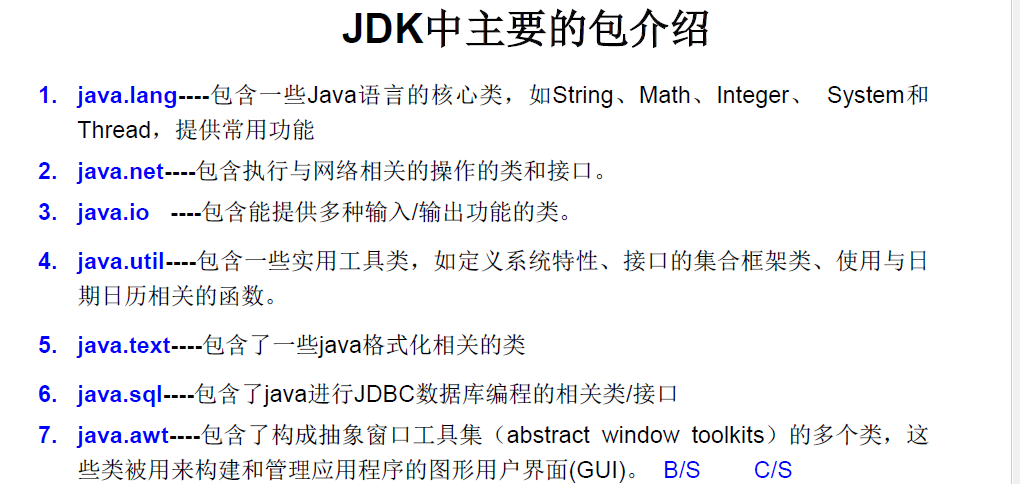 JDK中主要的包介绍
1. java.lang----包含一些Java语言的核心类，如String、Math、Integer、 System和
Thread，提供常用功能
2. java.net----包含执行与网络相关的操作的类和接口。
3. java.io ----包含能提供多种输入/输出功能的类。
4. java.util----包含一些实用工具类，如定义系统特性、接口的集合框架类、使用与日
期日历相关的函数。
5. java.text----包含了一些java格式化相关的类
6. java.sql----包含了java进行JDBC数据库编程的相关类/接口
7. java.awt----包含了构成抽象窗口工具集（abstract window toolkits）的多个类，这
些类被用来构建和管理应用程序的图形用户界面(GUI)。 B/S C/S